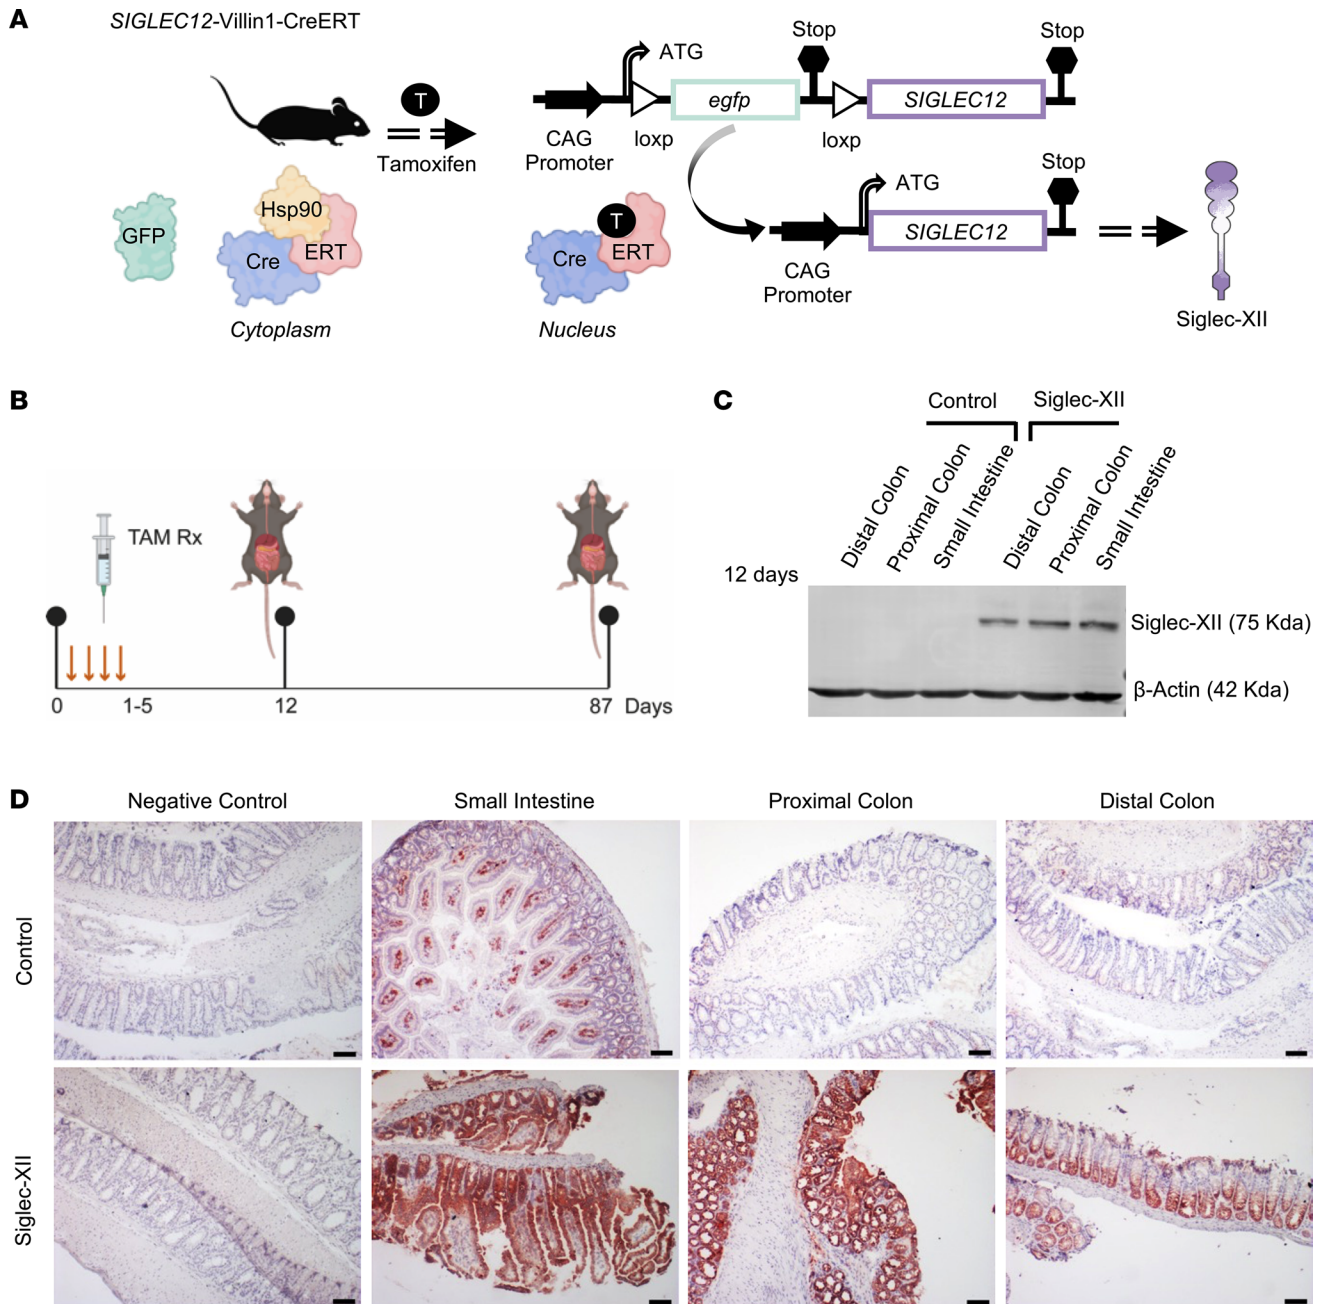 A
SIGLEC12-Villin1-CreERT
T
Tamoxifen
ATG
Stop
Stop
egfp
SIGLEC12
CAG
Promoter
loxp
loxp
GFP
Hsp90
Cre
ERT
Cytoplasm
T
Cre
ERT
Nucleus
ATG
Stop
SIGLEC12
CAG
Promoter
Siglec-XII
B
TAM Rx
0
1-5
12
87
Days
C
Control
Siglec-XII
Distal Colon
Proximal Colon
Small Intestine
Distal Colon
Proximal Colon
Small Intestine
12 days
Siglec-XII (75 Kda)
β-Actin (42 Kda)
D
Negative Control
Small Intestine
Proximal Colon
Distal Colon
Control
Siglec-XII